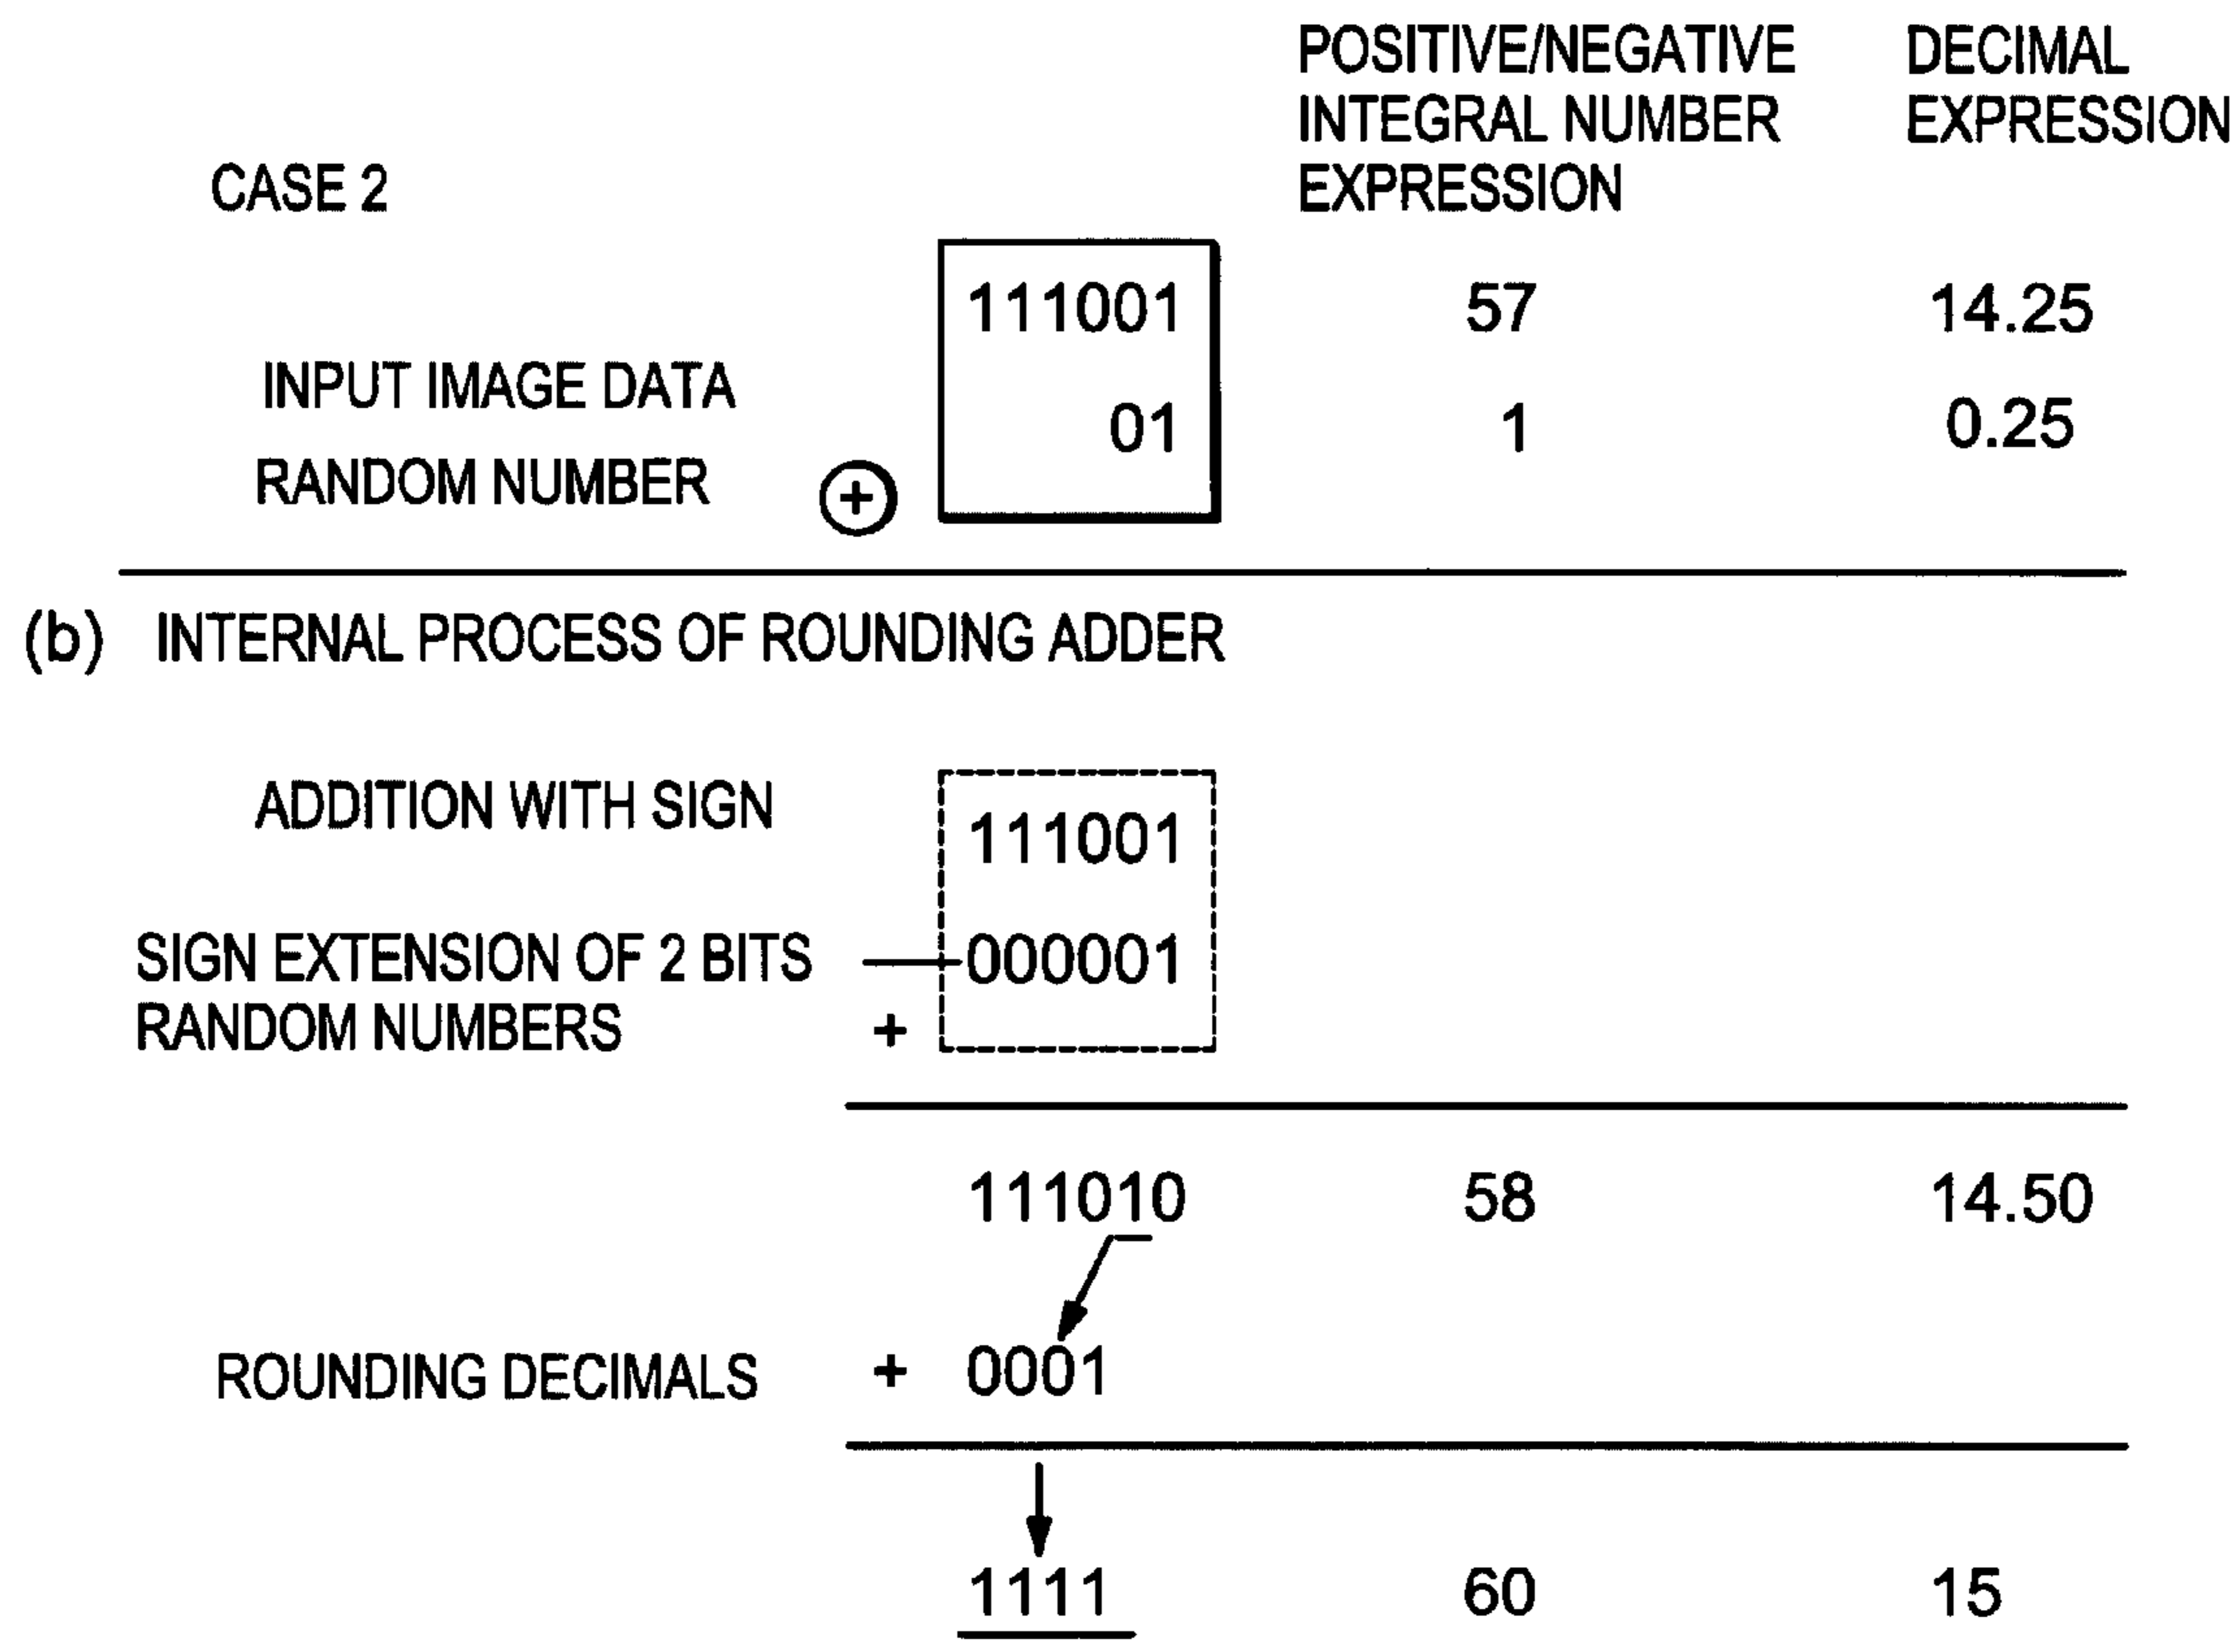 POSITIVE/NEGATIVE DECIMAL
INTEGRAL NUMBER EXPRESSION
CASE 2 EXPRESSION
111001 57 14.25
INPUT IMAGE DATA
01 1 0.25
RANDOM NUMBER +
(b) INTERNAL PROCESS OF ROUNDING ADDER
ADDITION WITH SIGN 111001
SIGN EXTENSION OF 2 BITS 000001
RANDOM NUMBERS +
111010 58 14.50
ROUNDING DECIMALS + 0001
1111 60 15